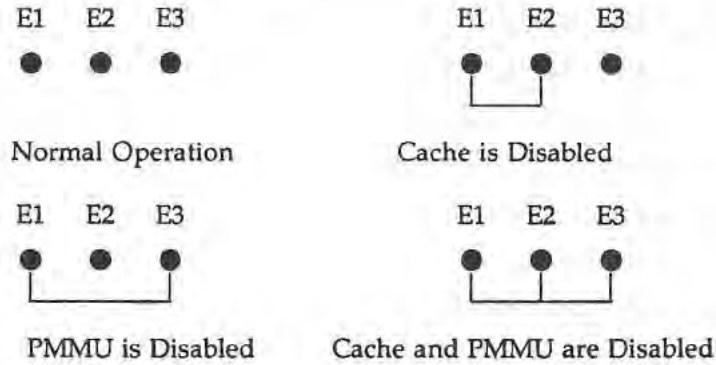 E1 E2 E3
Normal Operation
E1 E2 E3
Cache is Disabled
E1 E2 E3
PMMU is Disabled
E1 E2 E3
Cache and PMMU are Disabled